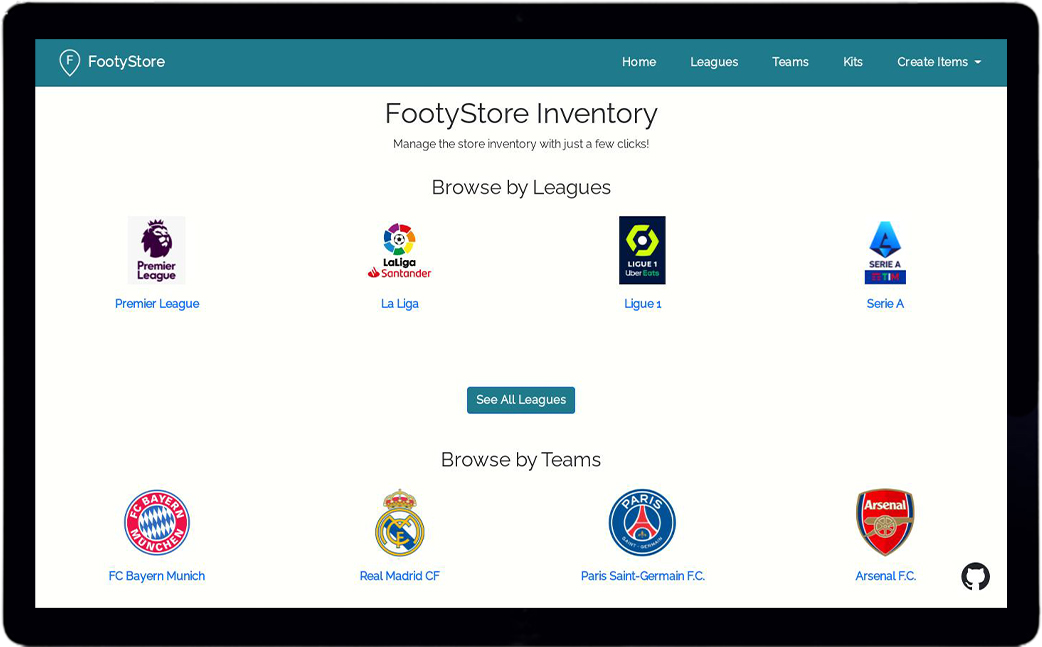 F FootyStore Home Leagues Teams Kits Create Items
FootyStore Inventory
Manage the store inventory with just a few clicks!
Browse by Leagues
Premier
League
LaLiga
Santander
LIGUE 1
Uber Eats
SERIE A
TIM
Premier League La Liga Ligue 1 Serie A
See All Leagues
Browse by Teams
FC BAYERN
MÜNCHEN
PARIS
SAINT-GERMAIN
Arsenal
FC Bayern Munich Real Madrid CF Paris Saint-Germain F.C. Arsenal F.C.